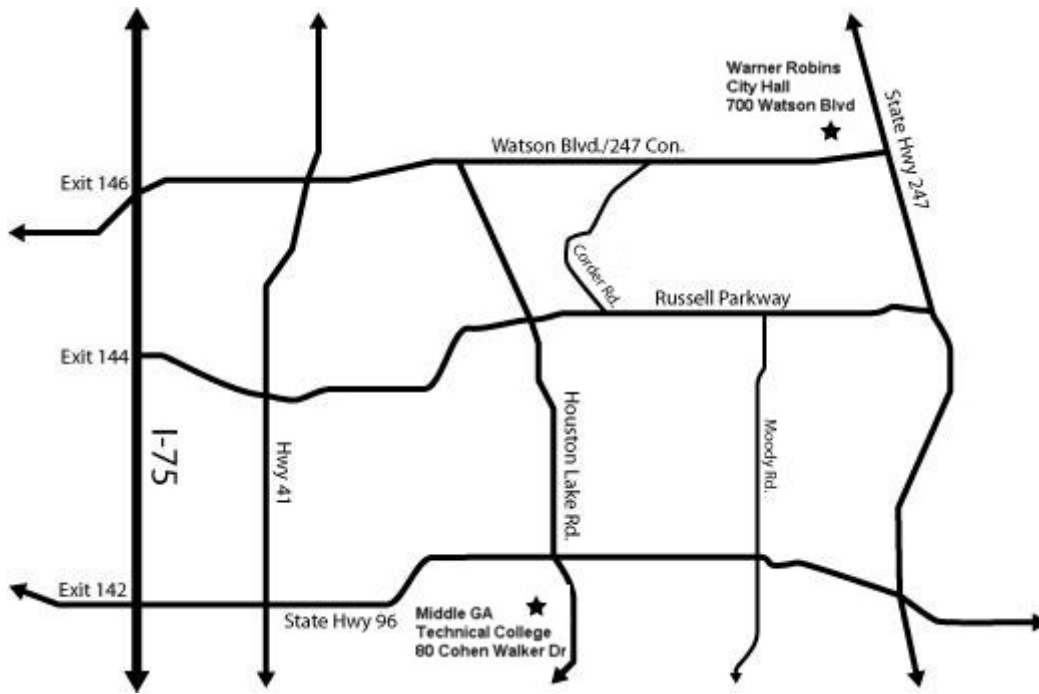 Warner Robins
City Hall
700 Watson Blvd
State Hwy 247
Watson Blvd./247 Con.
Exit 146
Corder Rd.
Russell Parkway
Exit 144
I-75
Hwy 41
Houston Lake Rd.
Moody Rd.
Exit 142
State Hwy 96
Middle GA
Technical College
80 Cohen Walker Dr